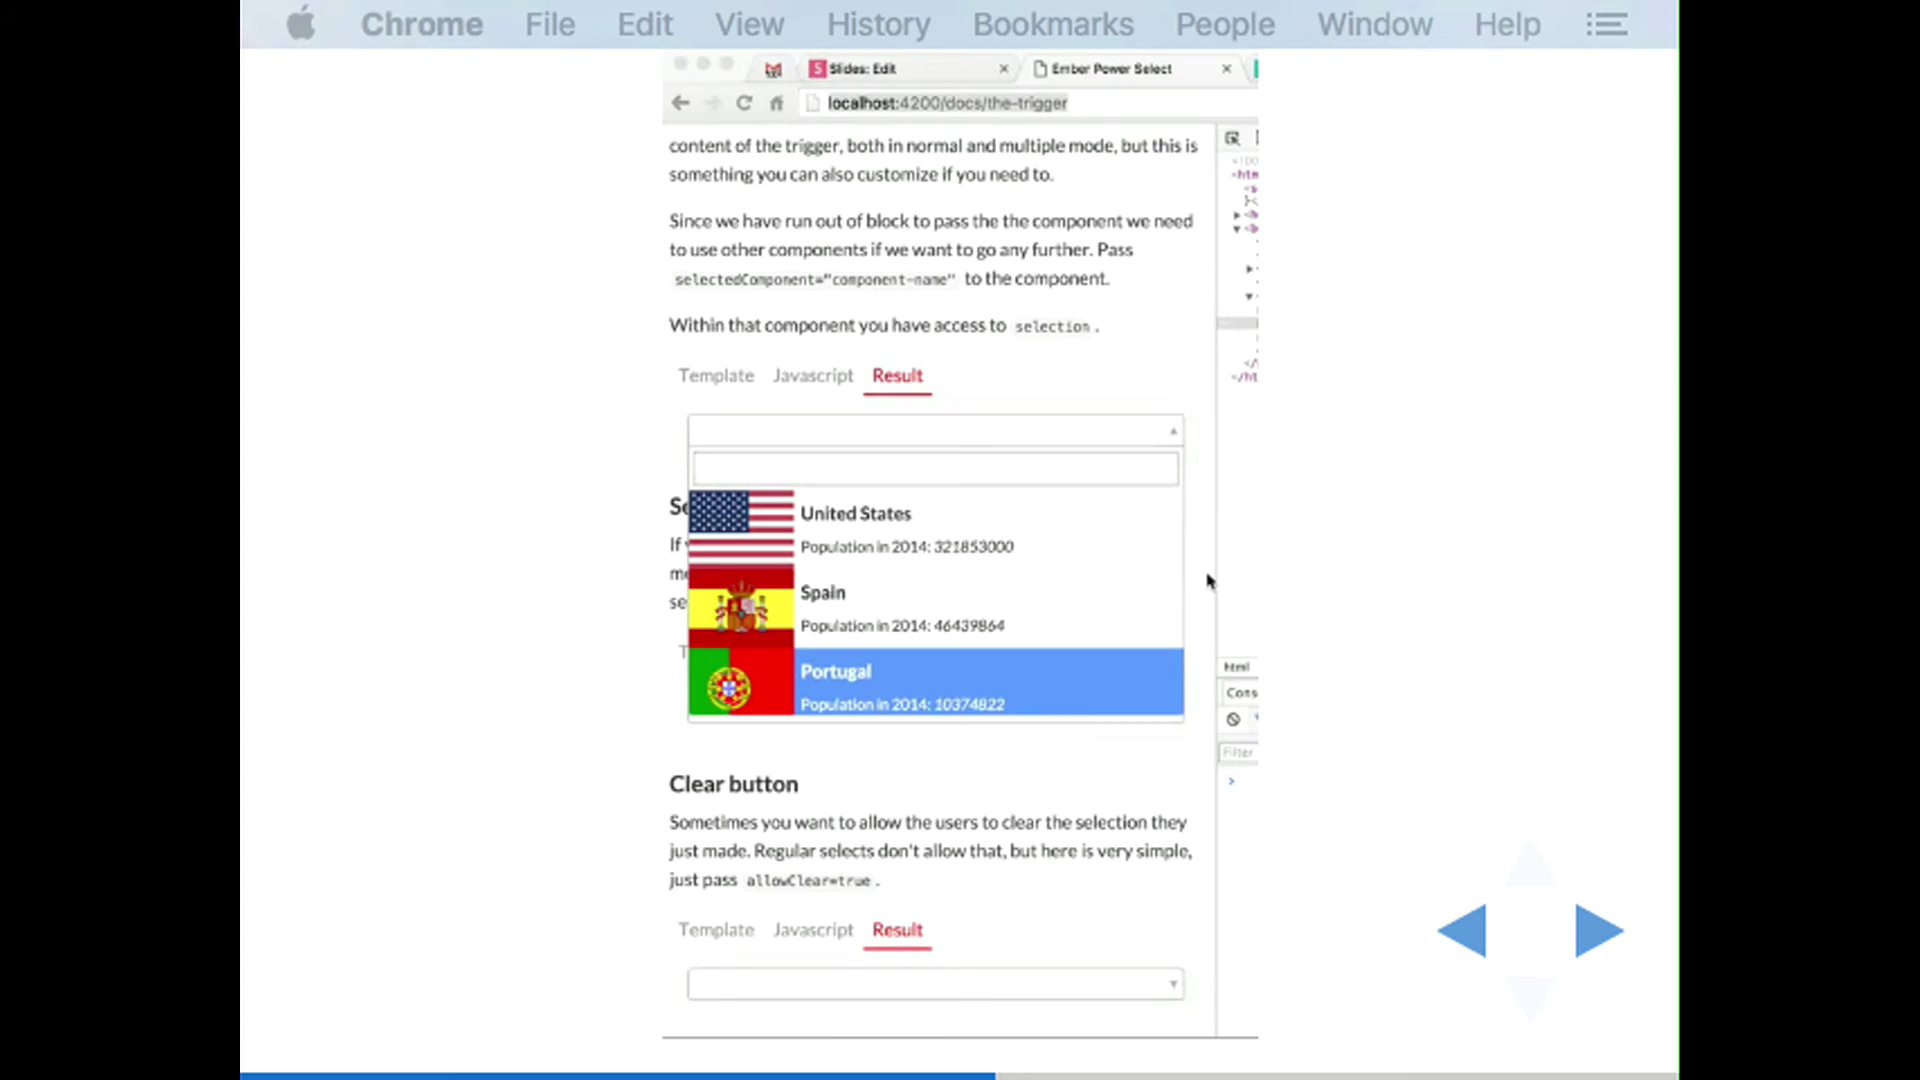 Chrome File Edit View History Bookmarks People Window Help
Slides: Edit × Ember Power Select ×
localhost:4200/docs/the-trigger
content of the trigger, both in normal and multiple mode, but this is
something you can also customize if you need to.
Since we have run out of block to pass the the component we need
to use other components if we want to go any further. Pass
selectedComponent="component-name" to the component.
Within that component you have access to selection.
Template Javascript Result
United States
Population in 2014: 321853000
Spain
Population in 2014: 46439864
Portugal
Population in 2014: 10374822
html
Cons
Filter
Clear button
Sometimes you want to allow the users to clear the selection they
just made. Regular selects don't allow that, but here is very simple,
just pass allowClear=true.
Template Javascript Result